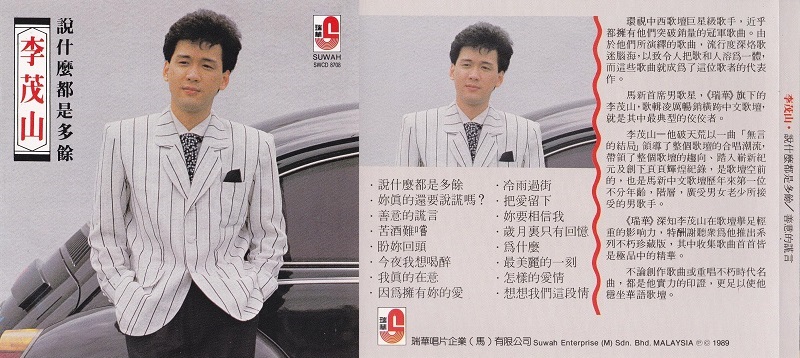 李茂山
說什麼都是多餘
瑞華
SUWAH
SWCD 8708
說什麼都是多餘
妳眞的還要說謊嗎?
善意的謊言
苦酒難嚐
盼妳回頭
今夜我想喝醉
我眞的在意
因爲擁有妳的愛
冷雨過街
把愛留下
妳要相信我
歲月裏只有回憶
爲什麼
最美麗的一刻
怎樣的愛情
想想我們這段情
瑞華
瑞華唱片企業(馬)有限公司 Suwah Enterprise (M) Sdn. Bhd. MALAYSIA ℗ © 1989
環視中西歌壇巨星級歌手,近乎
都擁有他們突破銷量的冠軍歌曲。由
於他們所演繹的歌曲,流行度深烙歌
迷腦海,以致令人把歌和人溶爲一體,
而這些歌曲就成爲了這位歌者的代表
作。
馬新首席男歌星,《瑞華》旗下的
李茂山,歌輯凌厲暢銷橫跨中文歌壇,
就是其中最典型的佼佼者。
李茂山—他破天荒以一曲「無言
的結局」領導了整個歌壇的合唱潮流,
帶領了整個歌壇的趨向、踏入嶄新紀
元及創下頁頁輝煌紀錄,是歌壇空前
的,也是馬新中文歌壇歷年來第一位
不分年齡,階層,廣受男女老少所接
受的男歌手。
《瑞華》深知李茂山在歌壇舉足輕
重的影响力,特酬謝聽衆爲他推出系
列不朽珍藏版,其中收集歌曲首首皆
是極品中的精華。
不論創作歌曲或重唱不朽時代名
曲,都是他實力的印證,更足以使他
穩坐華語歌壇。
李茂山•說什麼都是多餘/善意的謊言